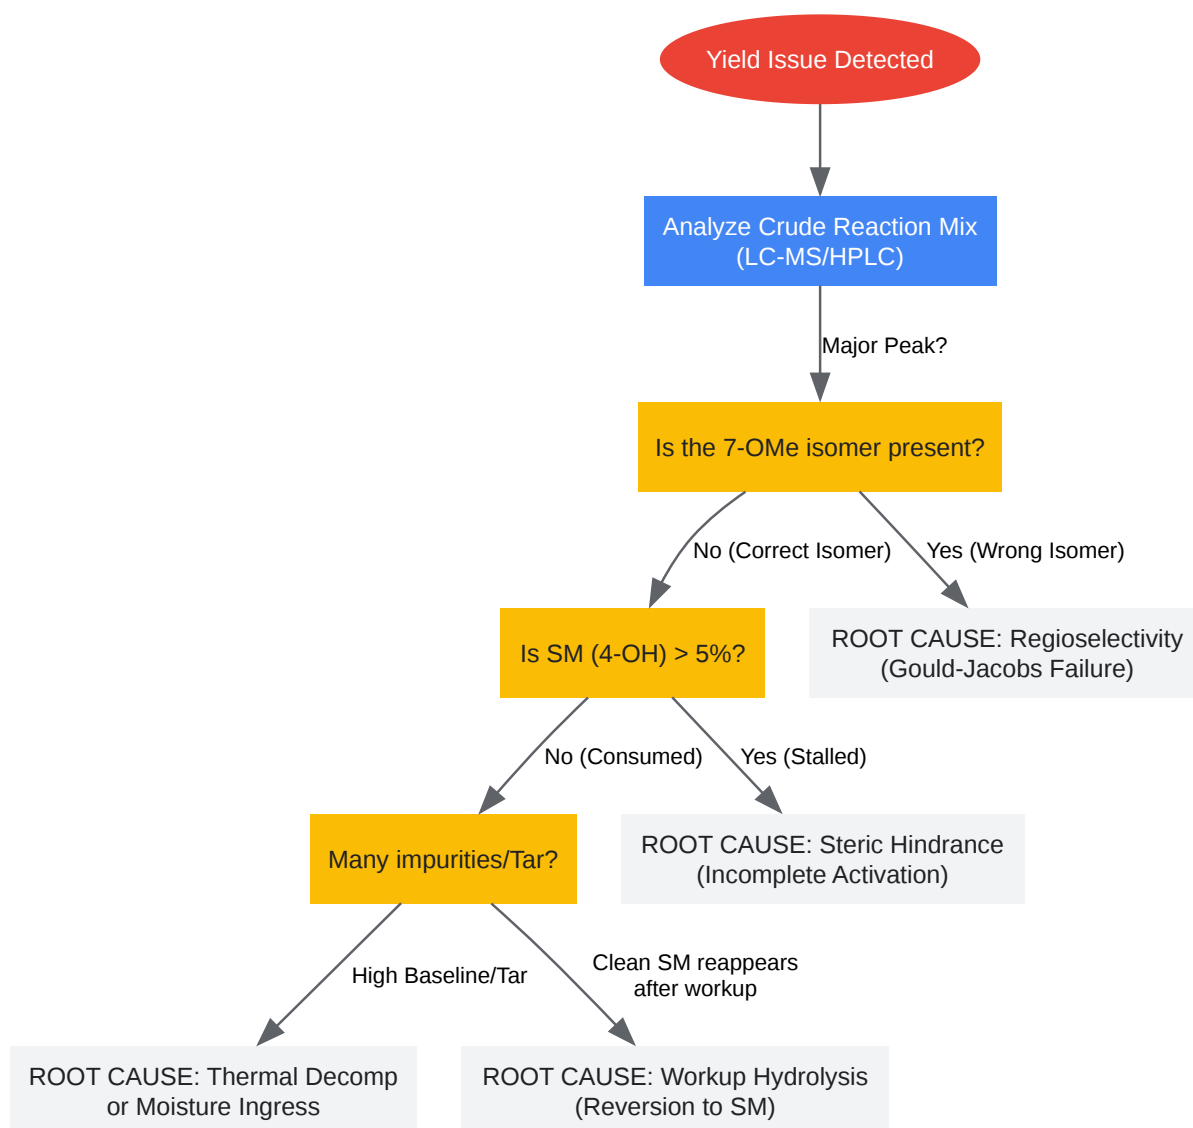 Yield Issue Detected
Analyze Crude Reaction Mix
(LC-MS/HPLC)
Major Peak?
Is the 7-OMe isomer present?
No (Correct Isomer)
Yes (Wrong Isomer)
Is SM (4-OH) > 5%?
ROOT CAUSE: Regioselectivity
(Gould-Jacobs Failure)
No (Consumed)
Yes (Stalled)
Many impurities/Tar?
ROOT CAUSE: Steric Hindrance
(Incomplete Activation)
High Baseline/Tar
Clean SM reappears
after workup
ROOT CAUSE: Thermal Decomp
or Moisture Ingress
ROOT CAUSE: Workup Hydrolysis
(Reversion to SM)